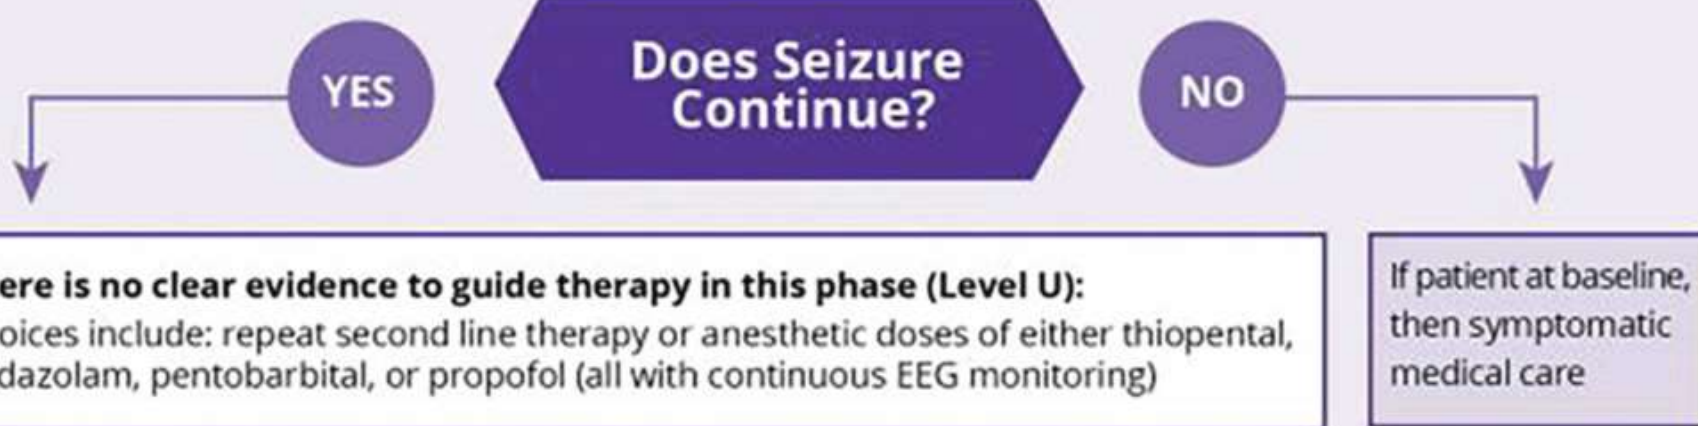 YES
Does Seizure
Continue?
NO
ere is no clear evidence to guide therapy in this phase (Level U):
oices include: repeat second line therapy or anesthetic doses of either thiopental,
dazolam, pentobarbital, or propofol (all with continuous EEG monitoring)
If patient at baseline,
then symptomatic
medical care